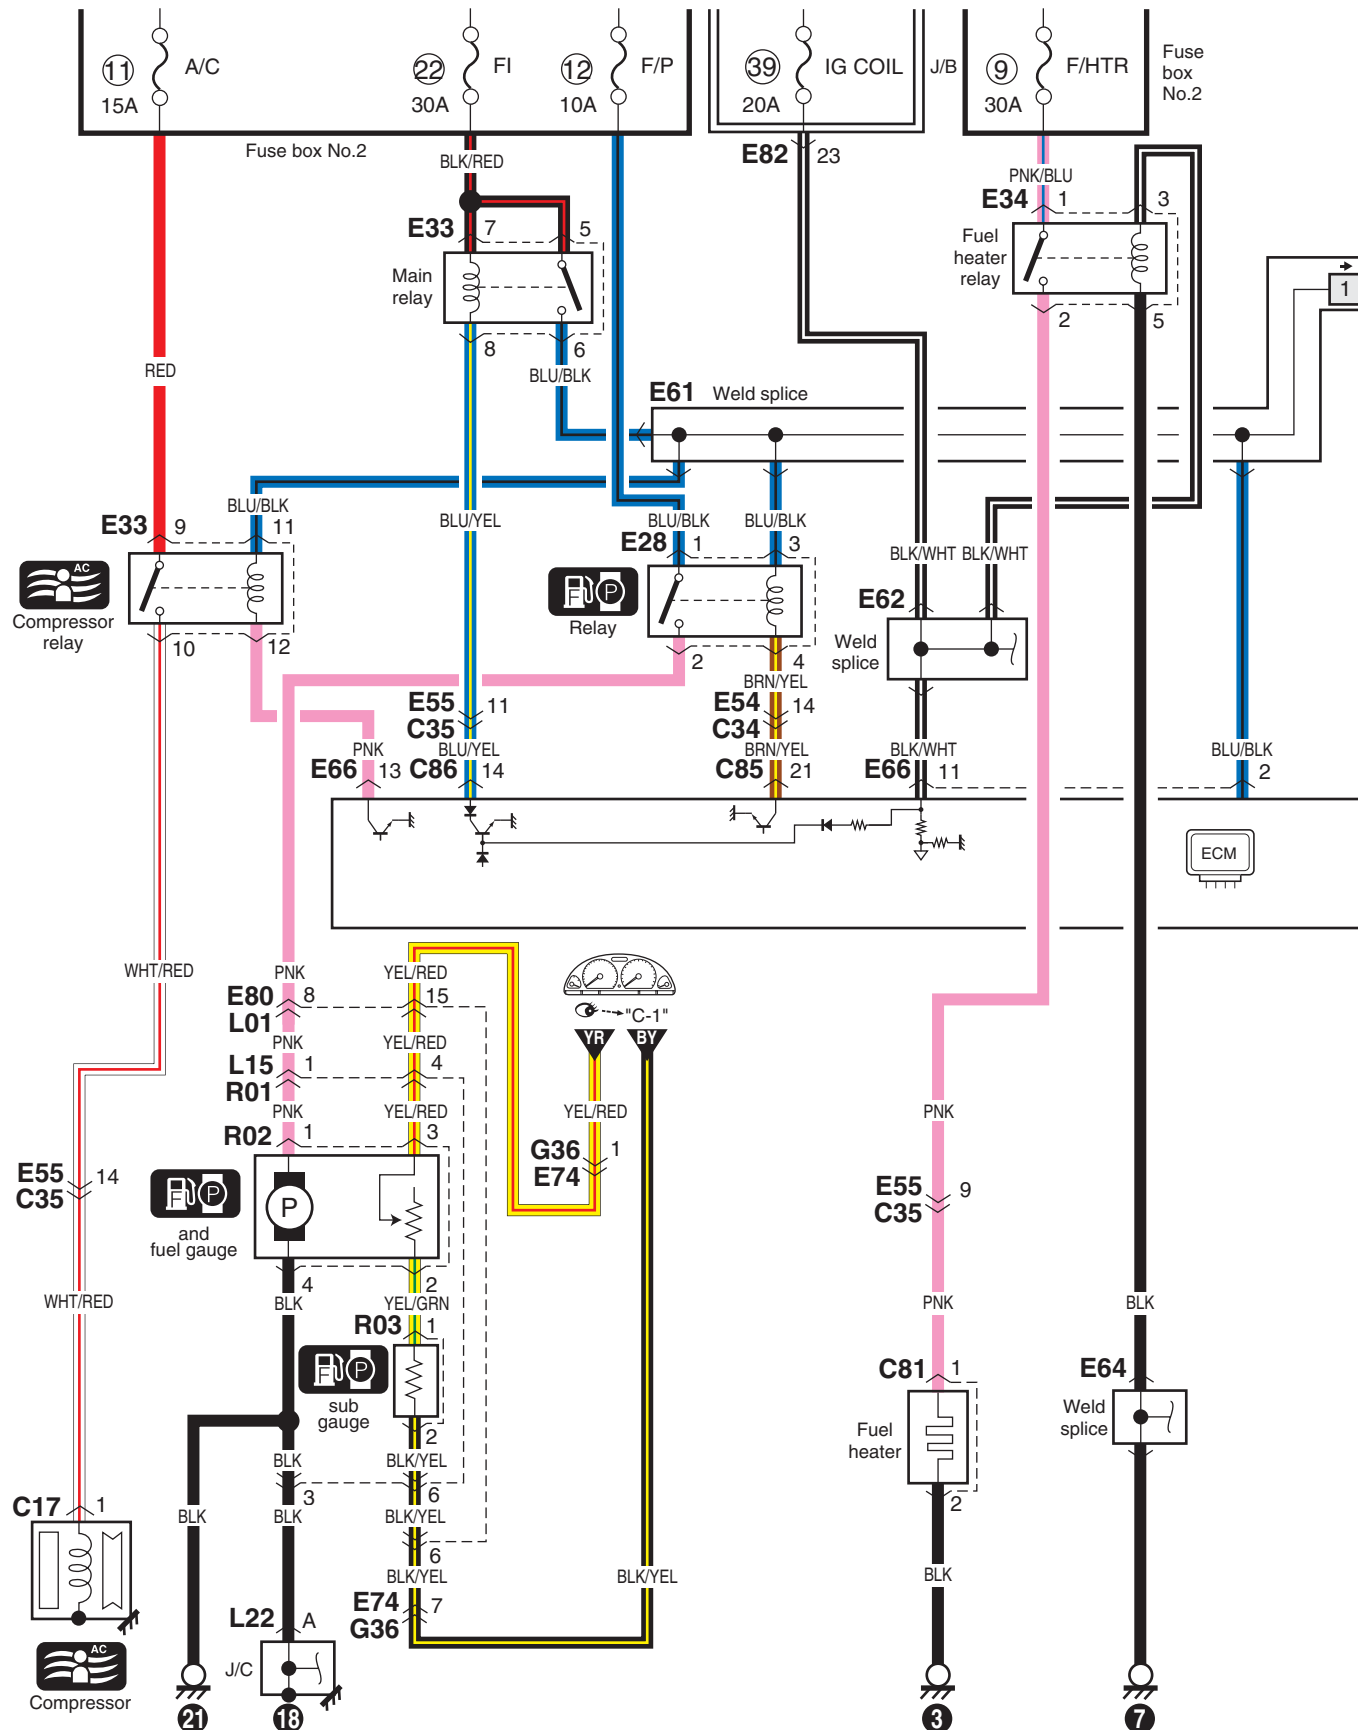 11 A/C
15A
22 FI
30A
12 F/P
10A
39 IG COIL
20A
J/B
9 F/HTR
30A
Fuse
box
No.2
Fuse box No.2
BLK/RED
E82 23
PNK/BLU
E34 1 3
E33 7 5
Main
relay
Fuel
heater
relay
1
8 6
2 5
RED
BLU/BLK
E61 Weld splice
BLU/BLK
BLU/YEL
BLU/BLK BLU/BLK
E33 9 11
E28 1 3
BLK/WHT BLK/WHT
AC
Compressor
relay
F P
Relay
E62
Weld
splice
10 12
2 4
BRN/YEL
E55 11
C35
E54 14
C34
PNK
BLU/YEL
BRN/YEL
BLK/WHT
BLU/BLK
E66 13
C86 14
C85 21
E66 11
2
ECM
WHT/RED
PNK
YEL/RED
E80 8 15
L01
"C-1"
YR BY
PNK YEL/RED
L15 1 4
R01
PNK YEL/RED
YEL/RED
PNK
R02 1 3
G36 1
E74
E55 14
C35
F P
and
fuel gauge
P
E55 9
C35
4 2
WHT/RED
BLK
YEL/GRN
PNK
BLK
R03 1
F P
sub
gauge
C81 1
E64
Fuel
heater
Weld
splice
2
BLK BLK/YEL
3 6
2
C17 1
BLK
BLK
BLK/YEL
6
BLK/YEL
BLK/YEL
BLK
E74 7
G36
L22 A
J/C
AC
Compressor
21
18
3
7